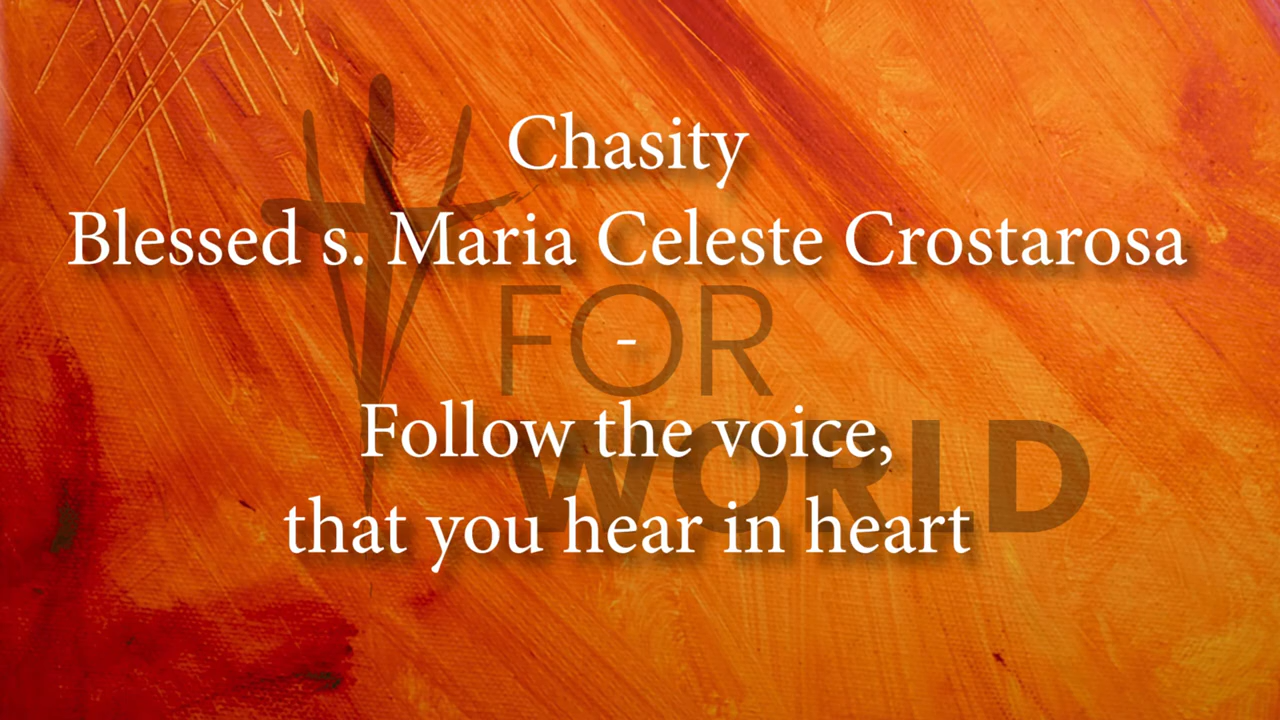 Chasity
Blessed s. Maria Celeste Crostarosa
FOR
-
Follow the voice,
WORLD
that you hear in heart